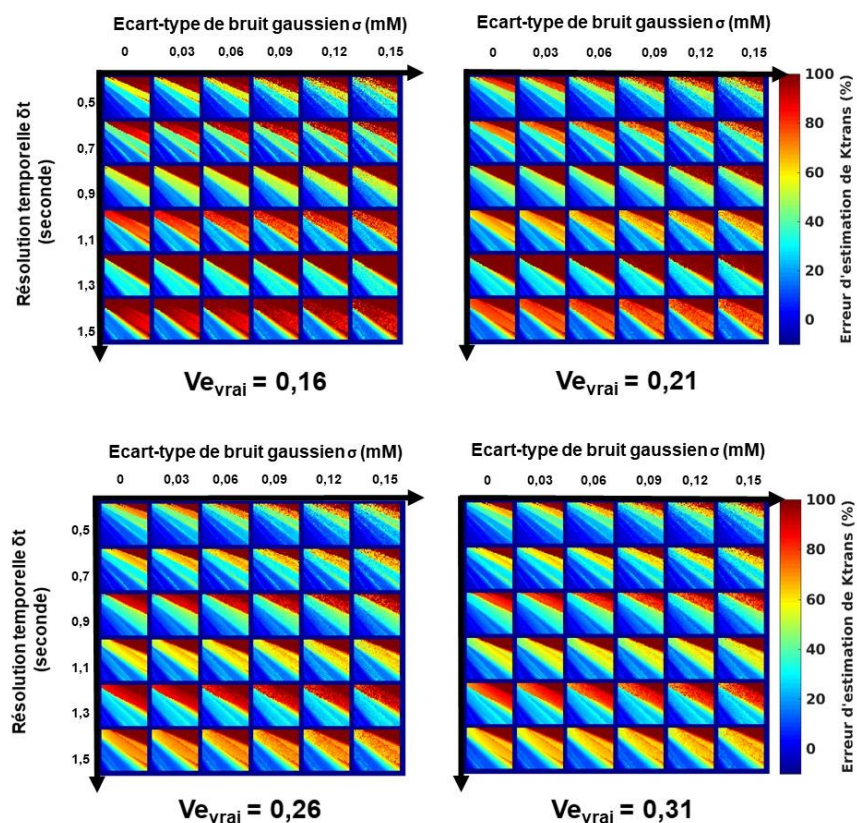 Ecart-type de bruit gaussien σ (mM)
0 0,03 0,06 0,09 0,12 0,15
Résolution temporelle δt
(seconde)
0,5
0,7
0,9
1,1
1,3
1,5
Ve_vrai = 0,16
Ecart-type de bruit gaussien σ (mM)
0 0,03 0,06 0,09 0,12 0,15
Ve_vrai = 0,21
100
80
60
40
20
0
Erreur d'estimation de Ktrans (%)
Ecart-type de bruit gaussien σ (mM)
0 0,03 0,06 0,09 0,12 0,15
Résolution temporelle δt
(seconde)
0,5
0,7
0,9
1,1
1,3
1,5
Ve_vrai = 0,26
Ecart-type de bruit gaussien σ (mM)
0 0,03 0,06 0,09 0,12 0,15
Ve_vrai = 0,31
100
80
60
40
20
0
Erreur d'estimation de Ktrans (%)